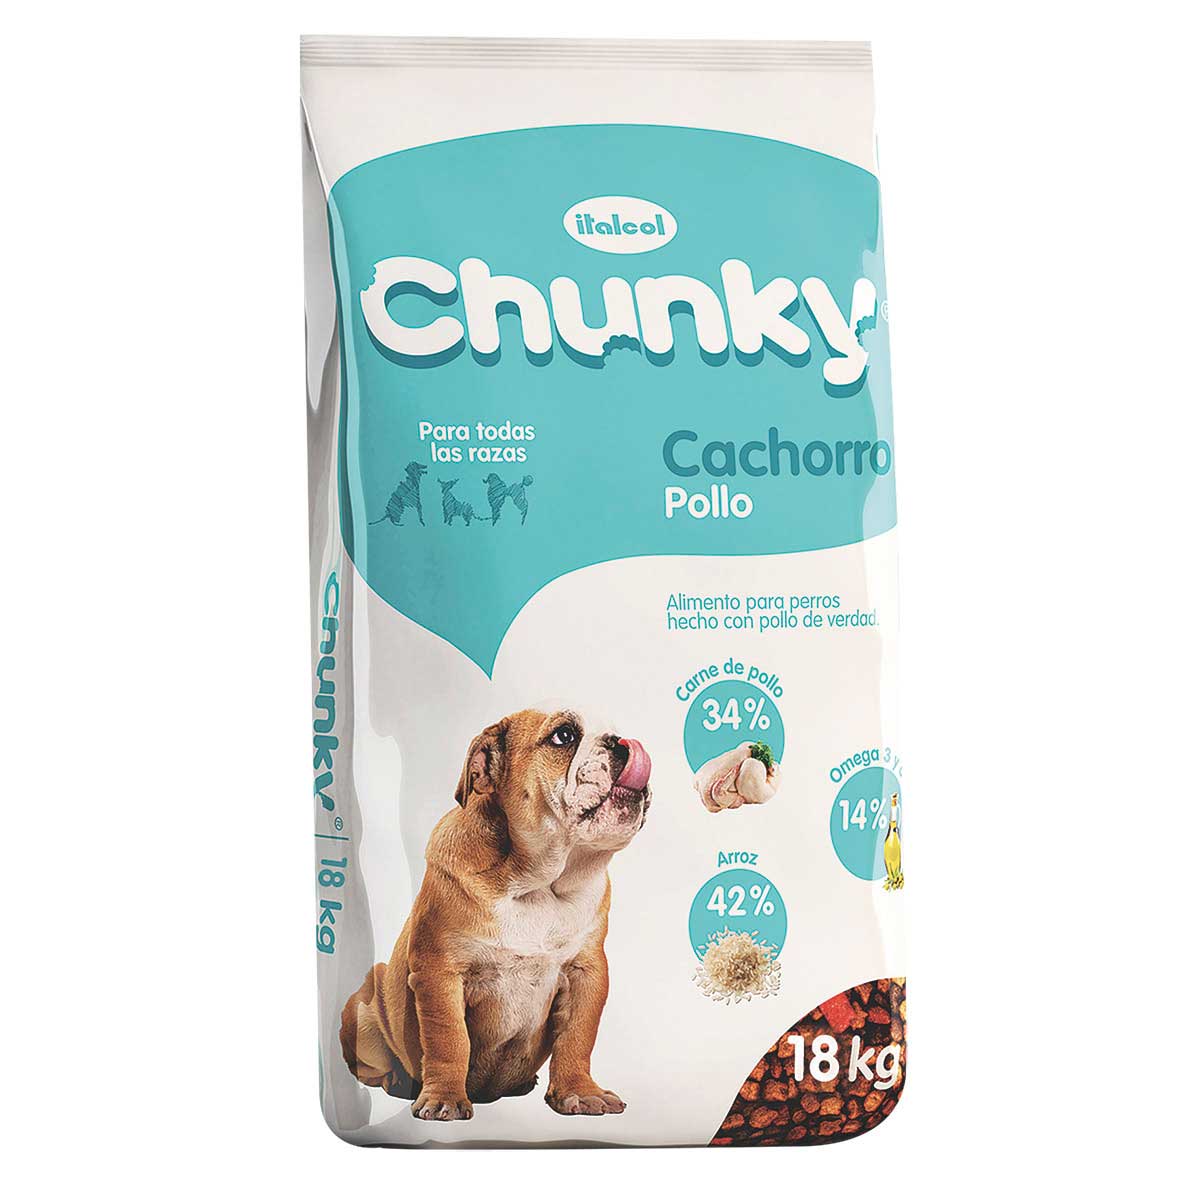 italcol
Chunky
Para todas
las razas
Cachorro
Pollo
Alimento para perros
hecho con pollo de verdad.
Carne de pollo
34%
Omega 3 y
14%
Arroz
42%
18 kg
Chunky® | 18 kg